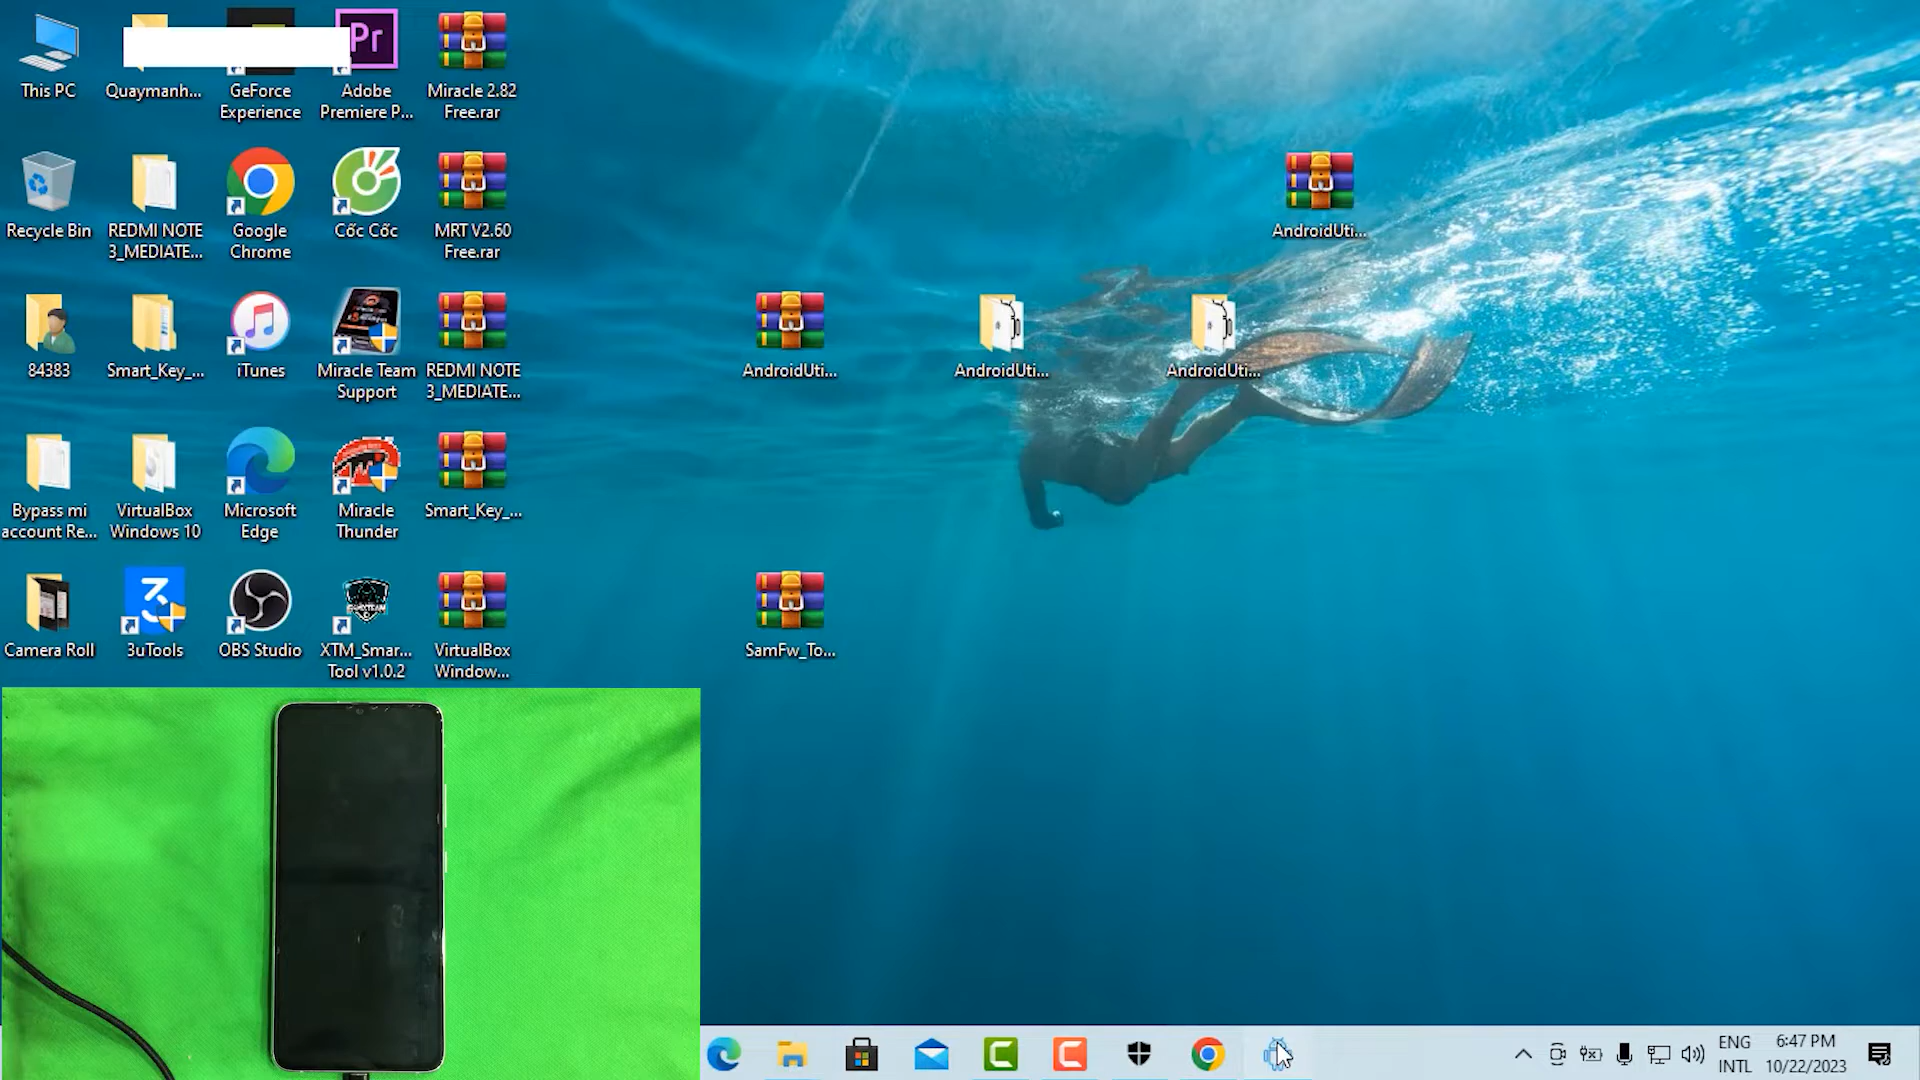 This PC
Quaymanh...
GeForce
Experience
Adobe
Premiere P...
Miracle 2.82
Free.rar
Pr
Recycle Bin
REDMI NOTE
3_MEDIATE...
Google
Chrome
Cốc Cốc
MRT V2.60
Free.rar
AndroidUti...
84383
Smart_Key_...
iTunes
Miracle Team
Support
REDMI NOTE
3_MEDIATE...
AndroidUti...
AndroidUti...
AndroidUti...
Bypass mi
account Re...
VirtualBox
Windows 10
Microsoft
Edge
Miracle
Thunder
Smart_Key_...
Camera Roll
3uTools
OBS Studio
XTM_Smar...
Tool v1.0.2
VirtualBox
Window...
SamFw_To...
ENG
INTL
6:47 PM
10/22/2023